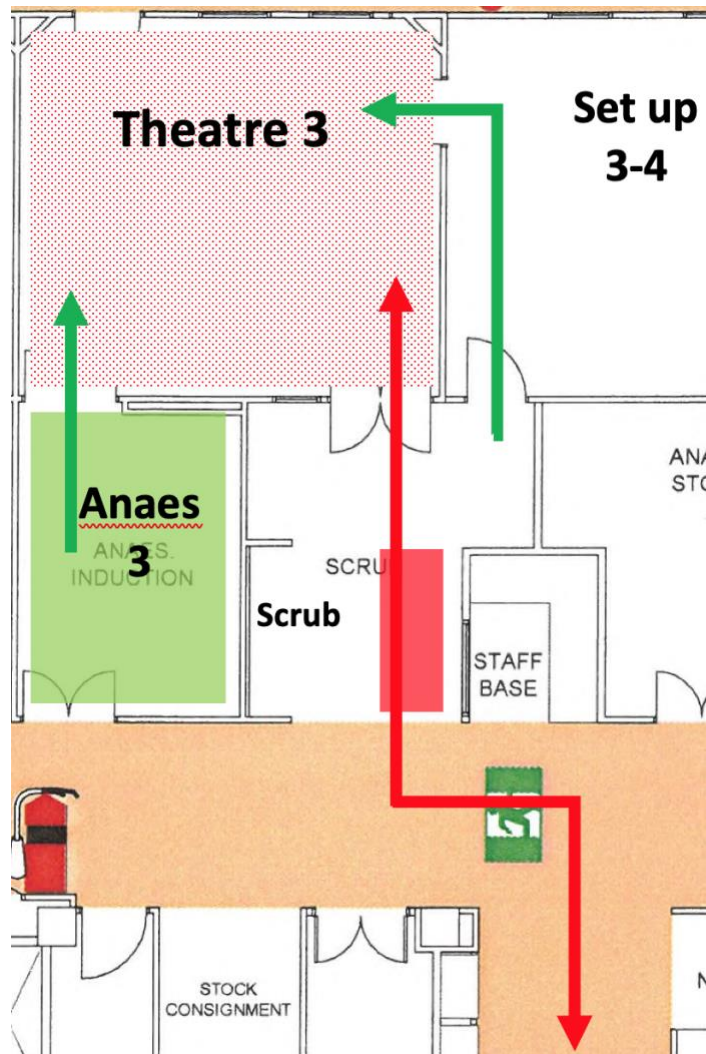 Theatre 3
Set up
3-4
Anaes
3
ANAES.
INDUCTION
SCRU
Scrub
STAFF
BASE
ANA
STO
STOCK
CONSIGNMENT
N